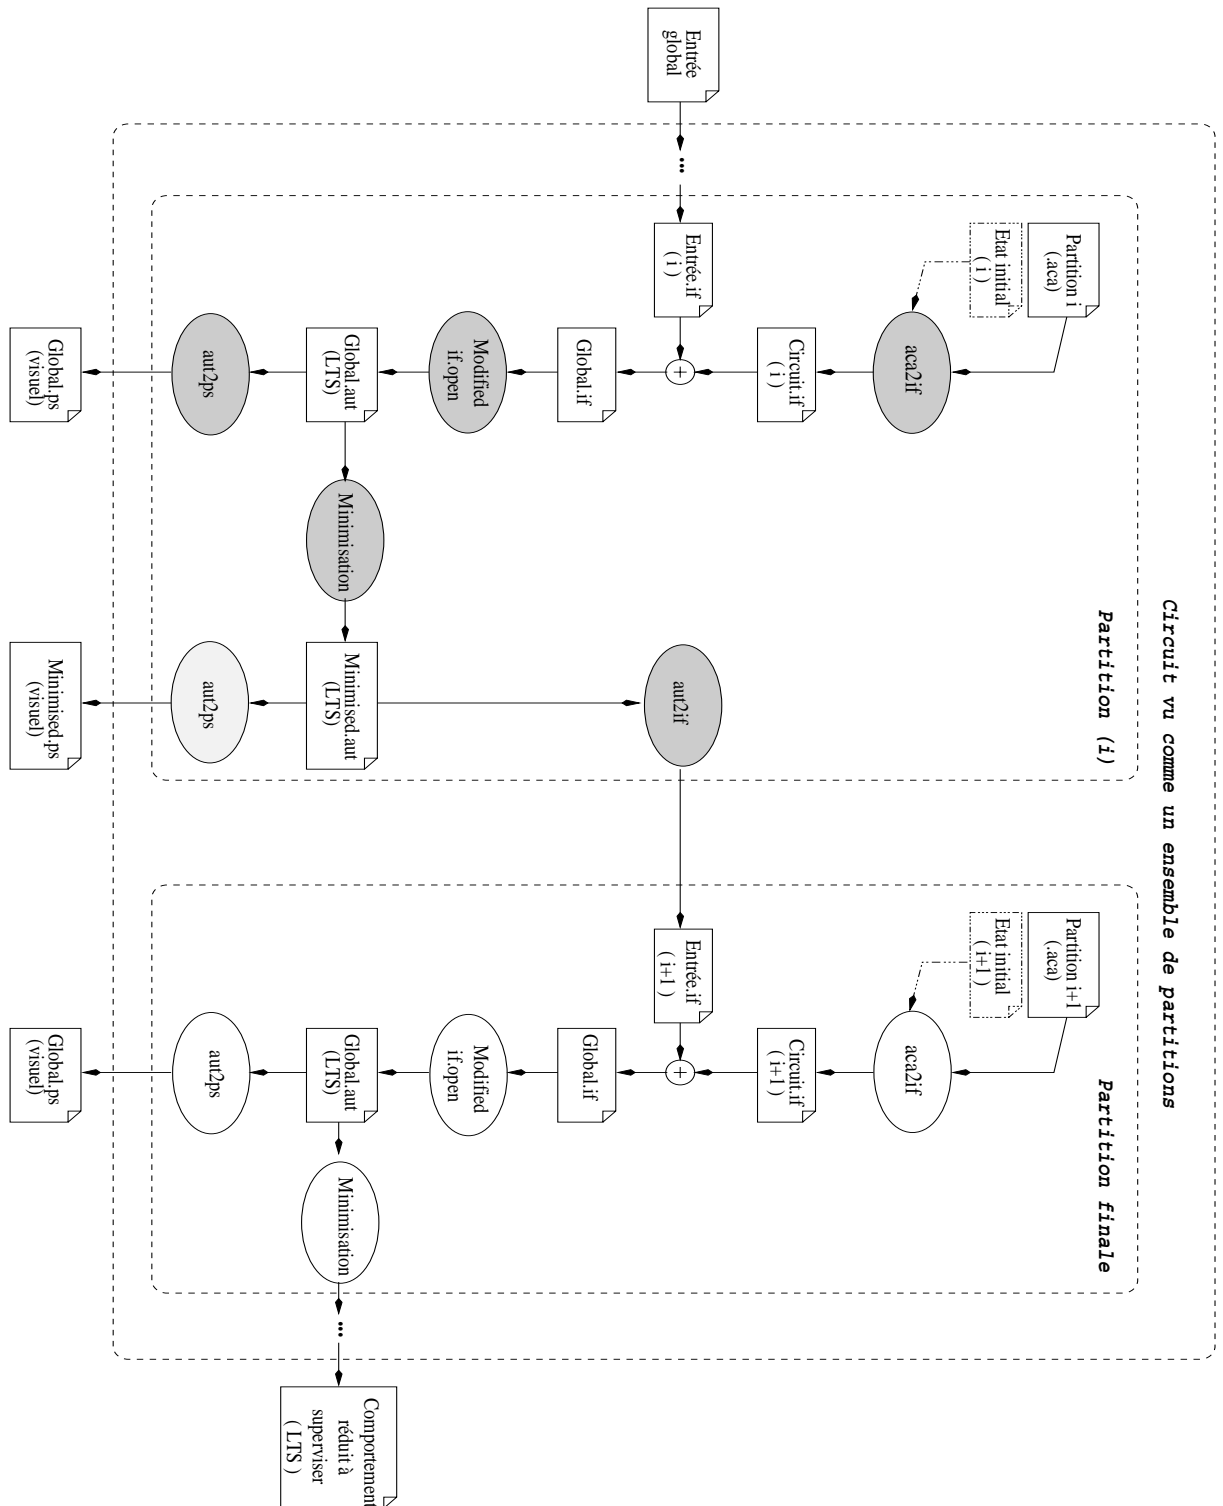 Circuit vu comme un ensemble de partitions
Entrée
global
...
Partition (i)
Partition i
(.aca)
Etat initial
( i )
aca2if
Circuit.if
( i )
Entrée.if
( i )
+
Global.if
Modified
if.open
Global.aut
(LTS)
aut2ps
Global.ps
(visuel)
Minimisation
Minimised.aut
(LTS)
aut2ps
Minimised.ps
(visuel)
aut2if
Partition finale
Partition i+1
(.aca)
Etat initial
( i+1 )
aca2if
Circuit.if
( i+1 )
Entrée.if
( i+1 )
+
Global.if
Modified
if.open
Global.aut
(LTS)
aut2ps
Global.ps
(visuel)
Minimisation
...
Comportement
réduit à
superviser
( LTS )